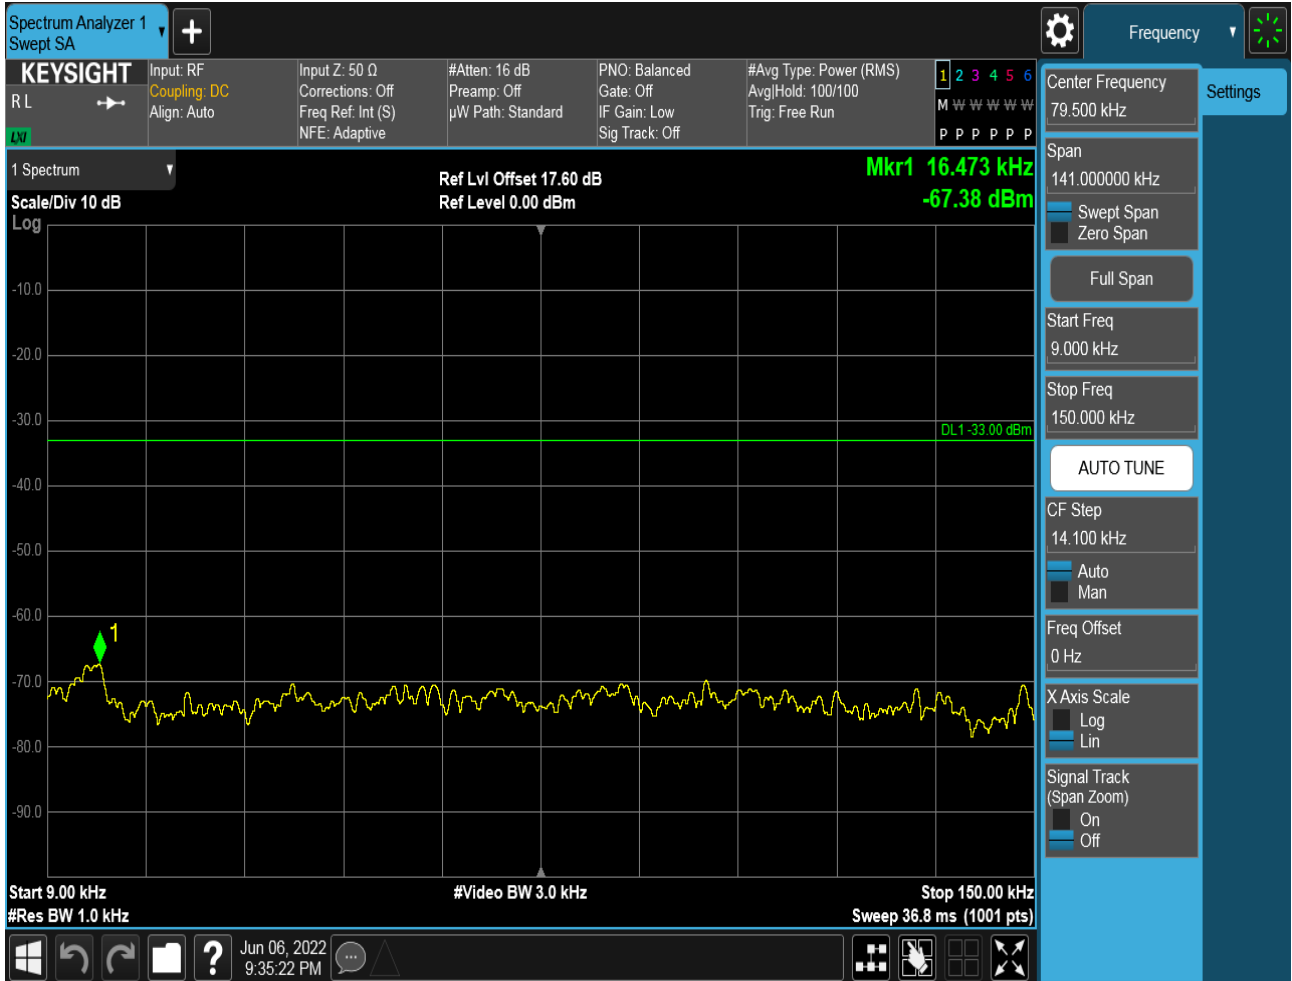 Spectrum Analyzer 1
Swept SA
Frequency
KEYSIGHT
R L
LXI
Input: RF
Coupling: DC
Align: Auto
Input Z: 50 Ω
Corrections: Off
Freq Ref: Int (S)
NFE: Adaptive
#Atten: 16 dB
Preamp: Off
µW Path: Standard
PNO: Balanced
Gate: Off
IF Gain: Low
Sig Track: Off
#Avg Type: Power (RMS)
Avg|Hold: 100/100
Trig: Free Run
1 2 3 4 5 6
M W W W W W
P P P P P P
1 Spectrum
Scale/Div 10 dB
Log
Ref Lvl Offset 17.60 dB
Ref Level 0.00 dBm
Mkr1 16.473 kHz
-67.38 dBm
-10.0
-20.0
-30.0
DL1 -33.00 dBm
-40.0
-50.0
-60.0
1
-70.0
-80.0
-90.0
Start 9.00 kHz
#Res BW 1.0 kHz
#Video BW 3.0 kHz
Stop 150.00 kHz
Sweep 36.8 ms (1001 pts)
Jun 06, 2022
9:35:22 PM
Center Frequency
79.500 kHz
Span
141.000000 kHz
Swept Span
Zero Span
Full Span
Start Freq
9.000 kHz
Stop Freq
150.000 kHz
AUTO TUNE
CF Step
14.100 kHz
Auto
Man
Freq Offset
0 Hz
X Axis Scale
Log
Lin
Signal Track
(Span Zoom)
On
Off
Settings